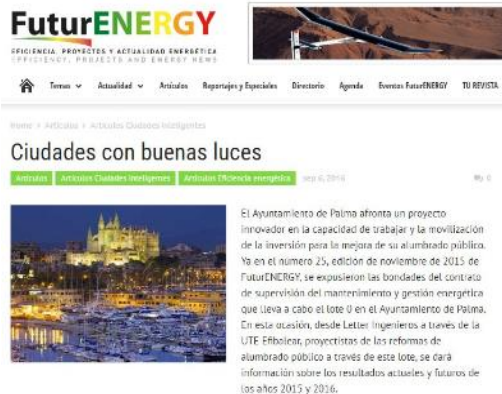 FuturENERGY
EFICIENCIA, PROYECTOS Y ACTUALIDAD ENERGÉTICA
EFFICIENCY, PROJECTS AND ENERGY NEWS
Temas Actualidad Artículos Reportajes y Especiales Directorio Agenda Eventos FuturENERGY TU REVISTA
Home > Artículos > Artículos Ciudades Inteligentes
Ciudades con buenas luces
Artículos Artículos Ciudades Inteligentes Artículos Eficiencia energética sep 6, 2016 0
El Ayuntamiento de Palma afronta un proyecto
innovador en la capacidad de trabajar y la movilización
de la inversión para la mejora de su alumbrado público.
Ya en el número 25, edición de noviembre de 2015 de
FuturENERGY, se expusieron las bondades del contrato
de supervisión del mantenimiento y gestión energética
que lleva a cabo el lote 0 en el Ayuntamiento de Palma.
En esta ocasión, desde Letter Ingenieros a través de la
UTE Efibalear, proyectistas de las reformas de
alumbrado público a través de este lote, se dará
información sobre los resultados actuales y futuros de
los años 2015 y 2016.